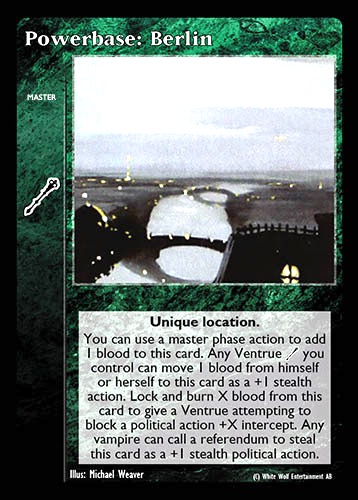 Powerbase: Berlin
MASTER
Unique location.
You can use a master phase action to add
1 blood to this card. Any Ventrue you
control can move 1 blood from himself
or herself to this card as a +1 stealth
action. Lock and burn X blood from this
card to give a Ventrue attempting to
block a political action +X intercept. Any
vampire can call a referendum to steal
this card as a +1 stealth political action.
Illus: Michael Weaver
(C) White Wolf Entertainment AB